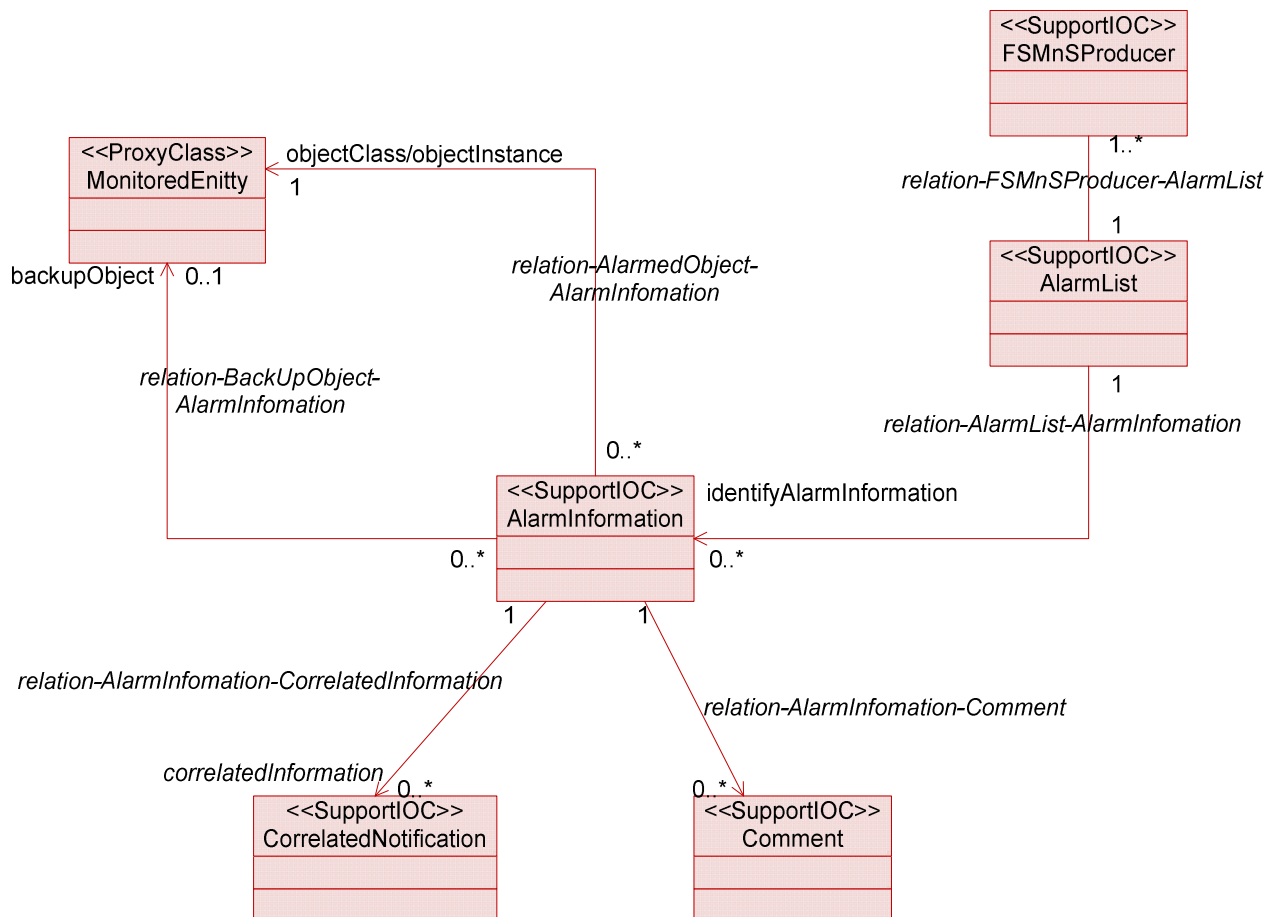 <<SupportIOC>>
FSMnSProducer
1..*
relation-FSMnSProducer-AlarmList
1
<<SupportIOC>>
AlarmList
1
relation-AlarmList-AlarmInfomation
<<ProxyClass>>
MonitoredEnitty
objectClass/objectInstance
1
backupObject
0..1
relation-AlarmedObject-
AlarmInfomation
relation-BackUpObject-
AlarmInfomation
0..*
<<SupportIOC>>
AlarmInformation
identifyAlarmInformation
0..*
0..*
1
1
relation-AlarmInfomation-CorrelatedInformation
relation-AlarmInfomation-Comment
correlatedInformation
0..*
0..*
<<SupportIOC>>
CorrelatedNotification
<<SupportIOC>>
Comment